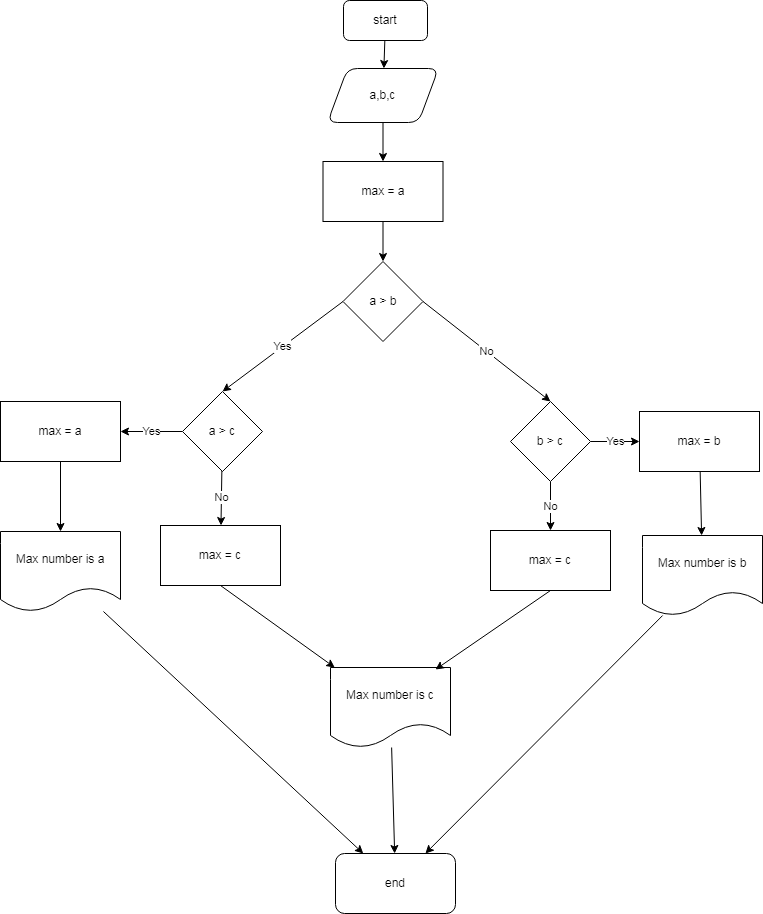 start
a,b,c
max = a
a > b
Yes
No
max = a
Yes
a > c
b > c
Yes
max = b
No
No
Max number is a
max = c
max = c
Max number is b
Max number is c
end